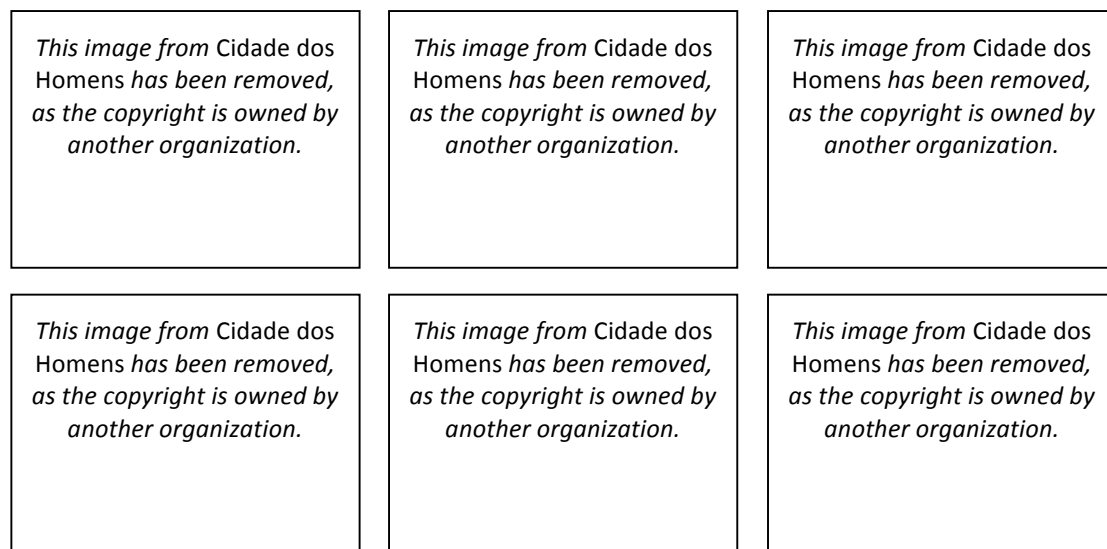 This image from Cidade dos
Homens has been removed,
as the copyright is owned by
another organization.
This image from Cidade dos
Homens has been removed,
as the copyright is owned by
another organization.
This image from Cidade dos
Homens has been removed,
as the copyright is owned by
another organization.
This image from Cidade dos
Homens has been removed,
as the copyright is owned by
another organization.
This image from Cidade dos
Homens has been removed,
as the copyright is owned by
another organization.
This image from Cidade dos
Homens has been removed,
as the copyright is owned by
another organization.